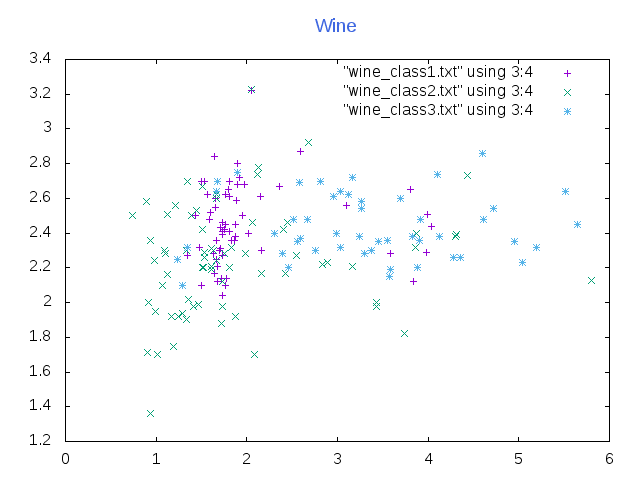 Wine
"wine_class1.txt" using 3:4
"wine_class2.txt" using 3:4
"wine_class3.txt" using 3:4
3.4
3.2
3
2.8
2.6
2.4
2.2
2
1.8
1.6
1.4
1.2
0 1 2 3 4 5 6